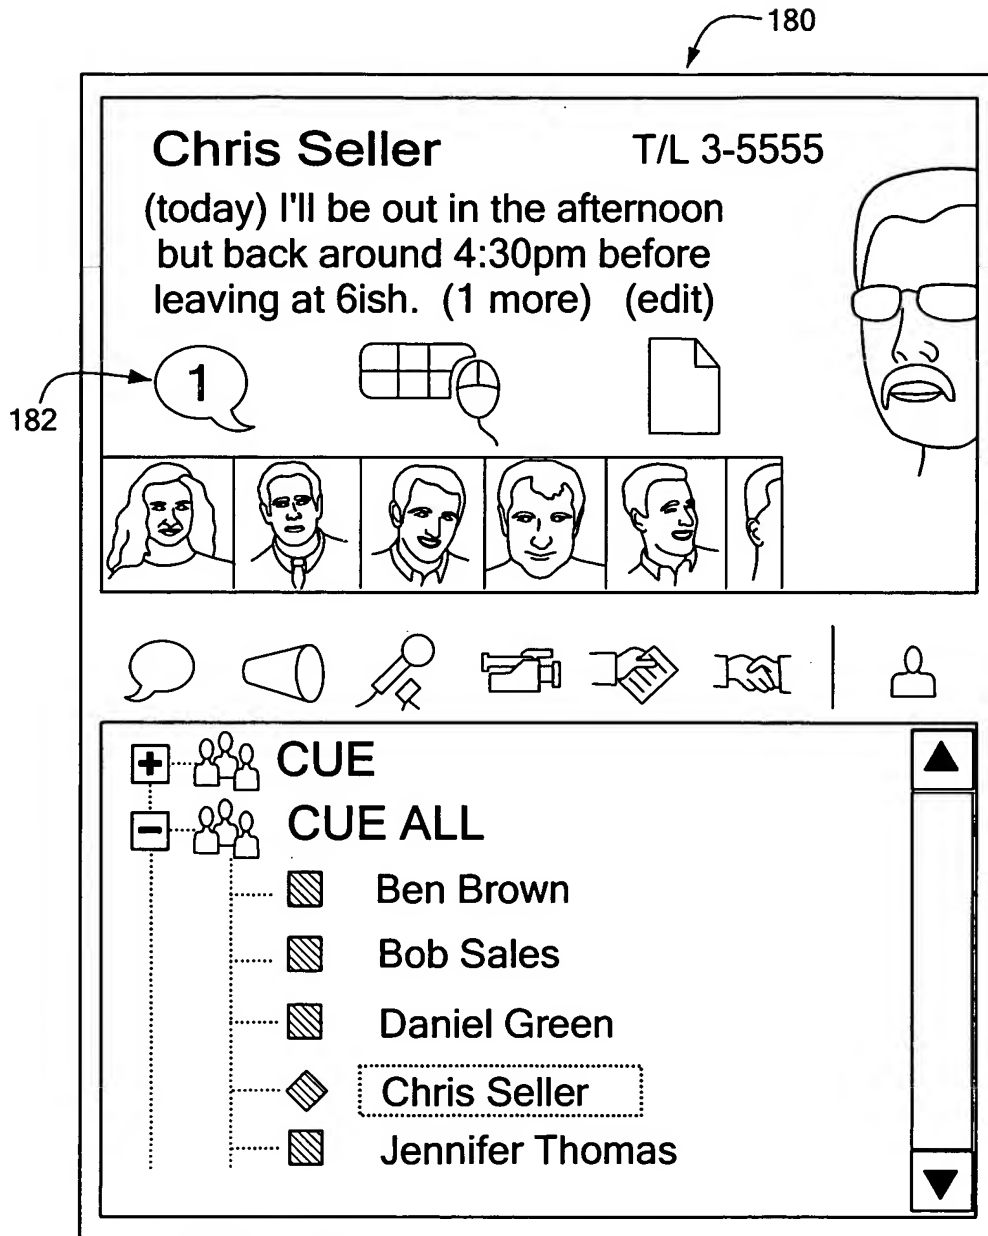 180
Chris Seller T/L 3-5555
(today) I'll be out in the afternoon
but back around 4:30pm before
leaving at 6ish. (1 more) (edit)
1
182
CUE
CUE ALL
Ben Brown
Bob Sales
Daniel Green
Chris Seller
Jennifer Thomas